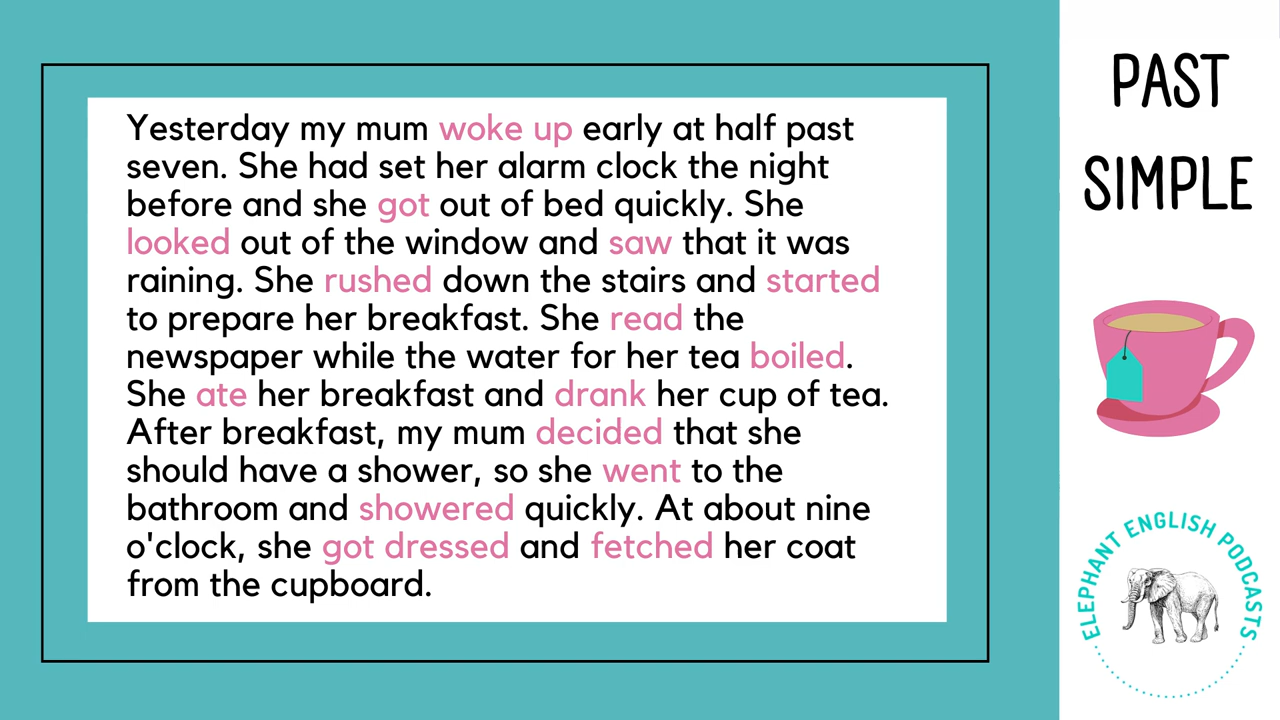 Yesterday my mum woke up early at half past
seven. She had set her alarm clock the night
before and she got out of bed quickly. She
looked out of the window and saw that it was
raining. She rushed down the stairs and started
to prepare her breakfast. She read the
newspaper while the water for her tea boiled.
She ate her breakfast and drank her cup of tea.
After breakfast, my mum decided that she
should have a shower, so she went to the
bathroom and showered quickly. At about nine
o'clock, she got dressed and fetched her coat
from the cupboard.
PAST
SIMPLE
ELEPHANT ENGLISH PODCASTS